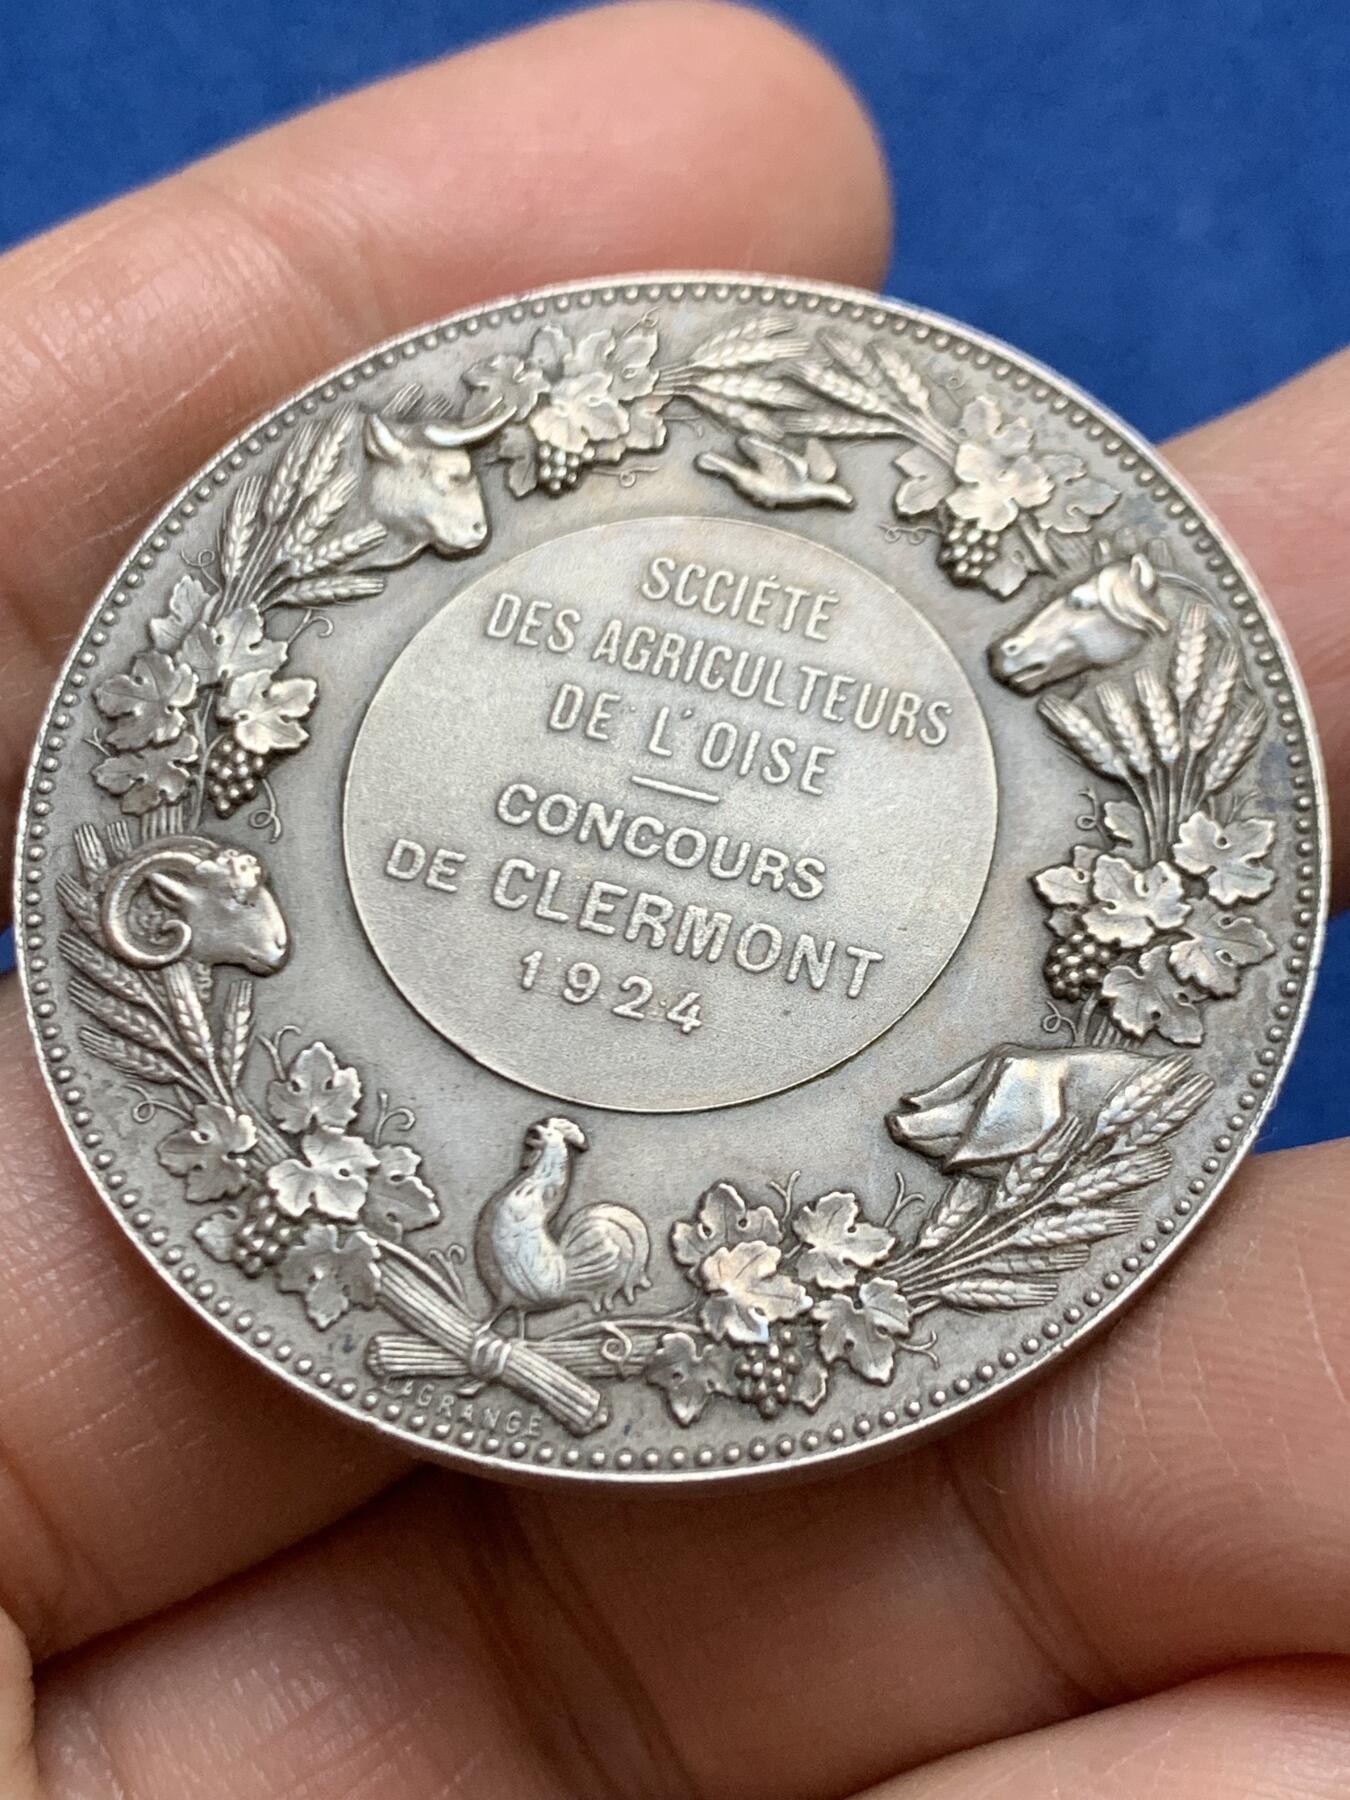 SCCIÉTÉ
DES AGRICULTEURS
DE L'OISE
CONCOURS
DE CLERMONT
1924
LAGRANGE